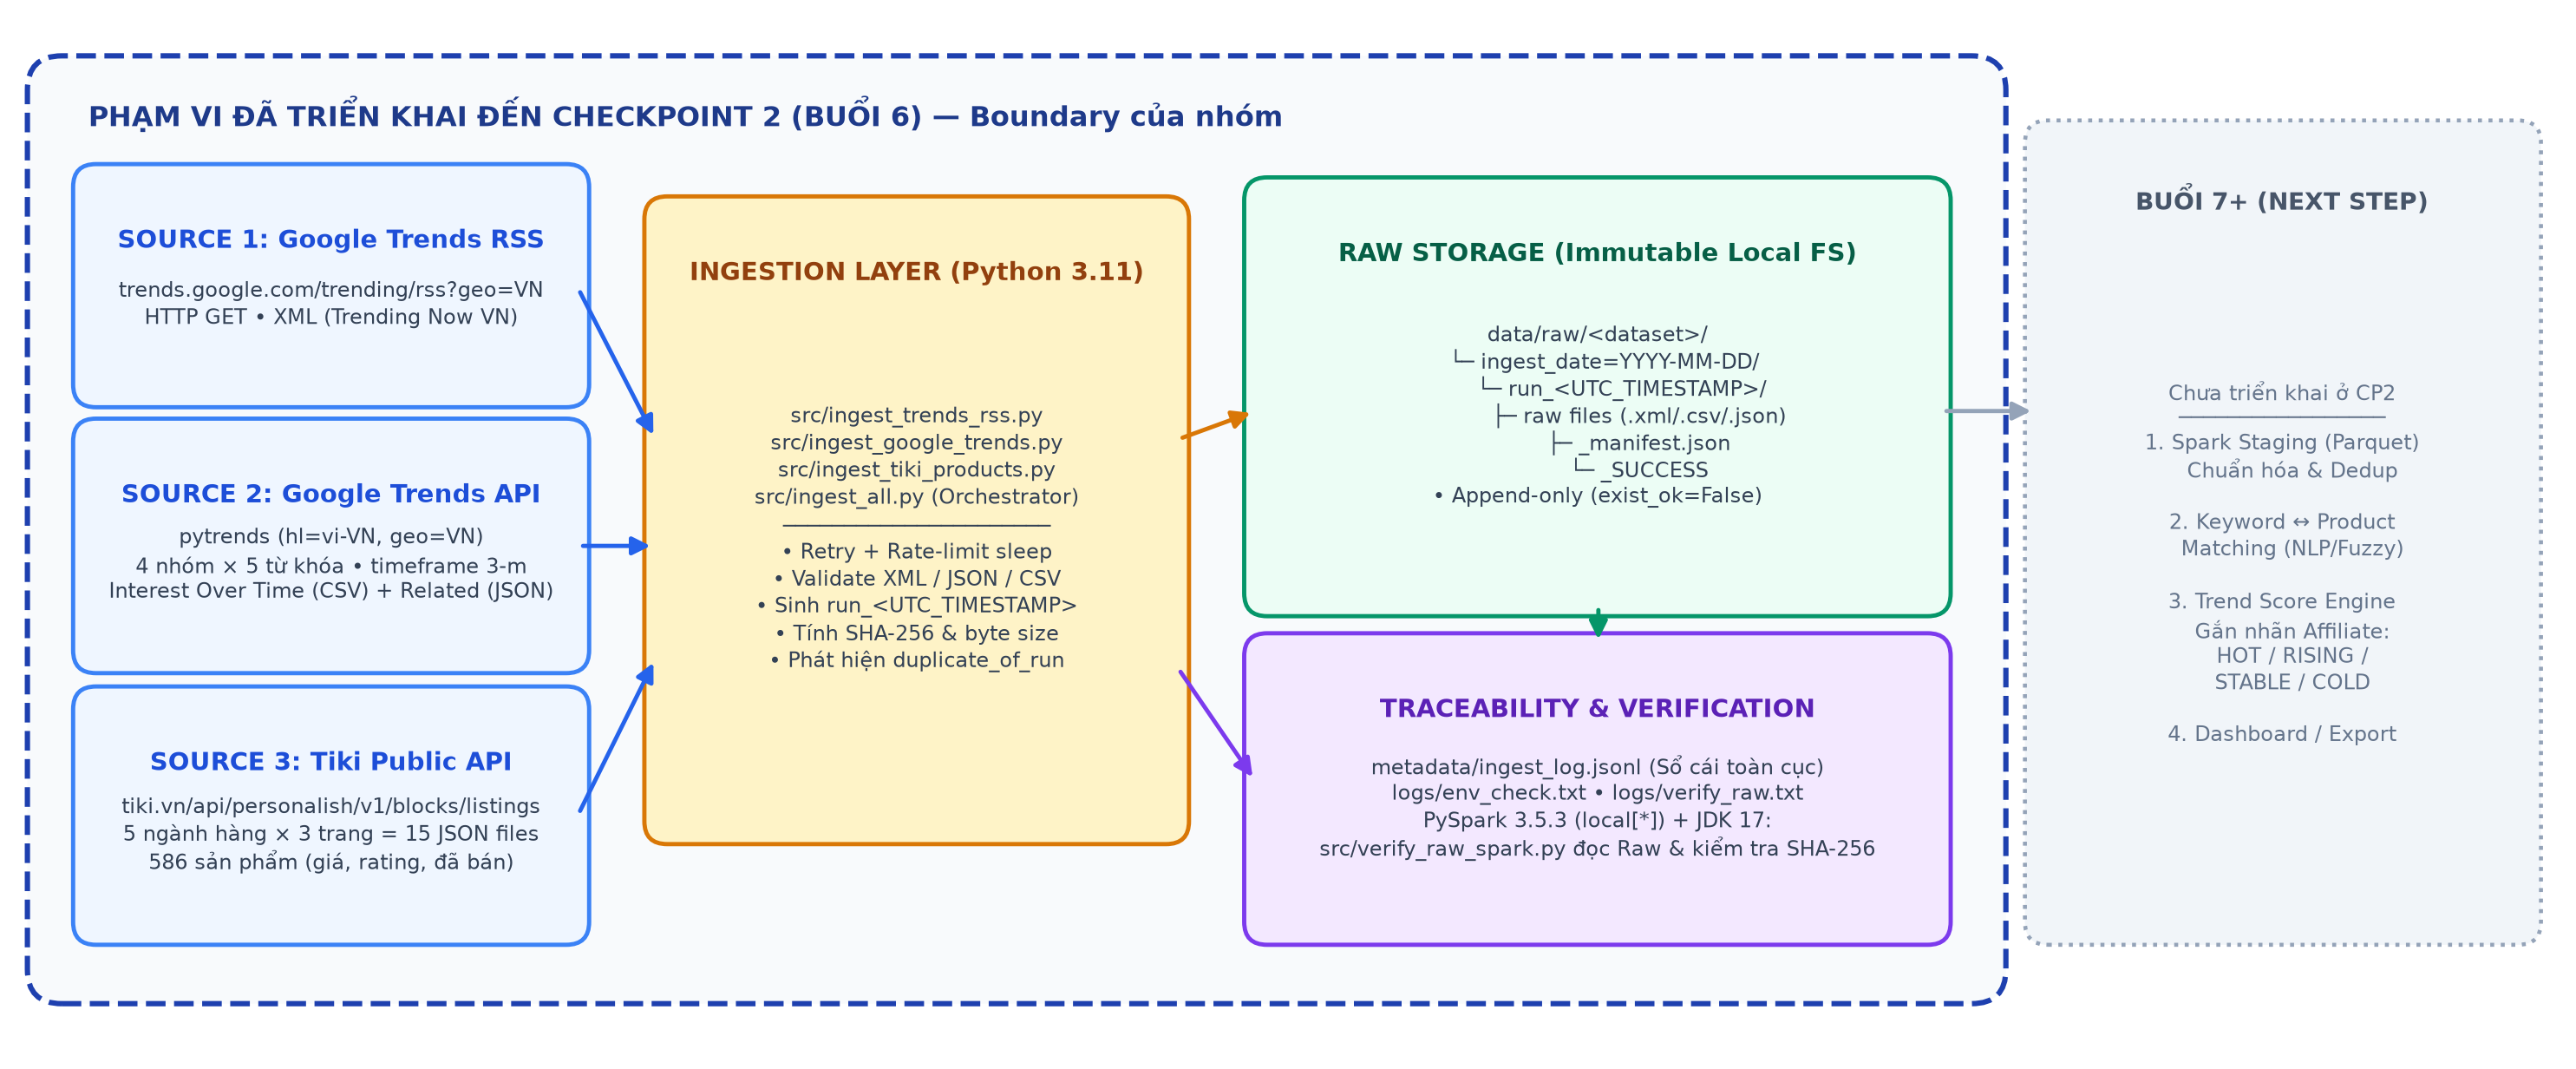 PHẠM VI ĐÃ TRIỂN KHAI ĐẾN CHECKPOINT 2 (BUỔI 6) — Boundary của nhóm
SOURCE 1: Google Trends RSS
trends.google.com/trending/rss?geo=VN
HTTP GET • XML (Trending Now VN)
SOURCE 2: Google Trends API
pytrends (hl=vi-VN, geo=VN)
4 nhóm × 5 từ khóa • timeframe 3-m
Interest Over Time (CSV) + Related (JSON)
SOURCE 3: Tiki Public API
tiki.vn/api/personalish/v1/blocks/listings
5 ngành hàng × 3 trang = 15 JSON files
586 sản phẩm (giá, rating, đã bán)
INGESTION LAYER (Python 3.11)
src/ingest_trends_rss.py
src/ingest_google_trends.py
src/ingest_tiki_products.py
src/ingest_all.py (Orchestrator)
• Retry + Rate-limit sleep
• Validate XML / JSON / CSV
• Sinh run_<UTC_TIMESTAMP>
• Tính SHA-256 & byte size
• Phát hiện duplicate_of_run
RAW STORAGE (Immutable Local FS)
data/raw/<dataset>/
└─ ingest_date=YYYY-MM-DD/
└─ run_<UTC_TIMESTAMP>/
├─ raw files (.xml/.csv/.json)
├─ _manifest.json
└─ _SUCCESS
• Append-only (exist_ok=False)
TRACEABILITY & VERIFICATION
metadata/ingest_log.jsonl (Sổ cái toàn cục)
logs/env_check.txt • logs/verify_raw.txt
PySpark 3.5.3 (local[*]) + JDK 17:
src/verify_raw_spark.py đọc Raw & kiểm tra SHA-256
BUỔI 7+ (NEXT STEP)
Chưa triển khai ở CP2
1. Spark Staging (Parquet)
Chuẩn hóa & Dedup
2. Keyword ↔ Product
Matching (NLP/Fuzzy)
3. Trend Score Engine
Gắn nhãn Affiliate:
HOT / RISING /
STABLE / COLD
4. Dashboard / Export